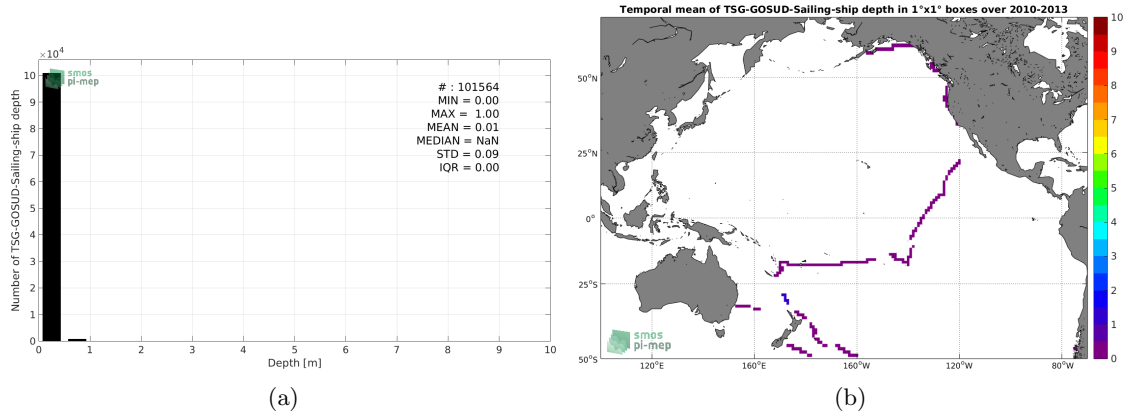 ×10⁴
10
9
8
7
6
5
4
3
2
1
0
Number of TSG-GOSUD-Sailing-ship depth
smos
pi-mep
# : 101564
MIN = 0.00
MAX = 1.00
MEAN = 0.01
MEDIAN = NaN
STD = 0.09
IQR = 0.00
0 1 2 3 4 5 6 7 8 9 10
Depth [m]
(a)
Temporal mean of TSG-GOSUD-Sailing-ship depth in 1°x1° boxes over 2010-2013
50°N
25°N
0°
25°S
50°S
smos
pi-mep
120°E 160°E 160°W 120°W 80°W
10
9
8
7
6
5
4
3
2
1
0
(b)